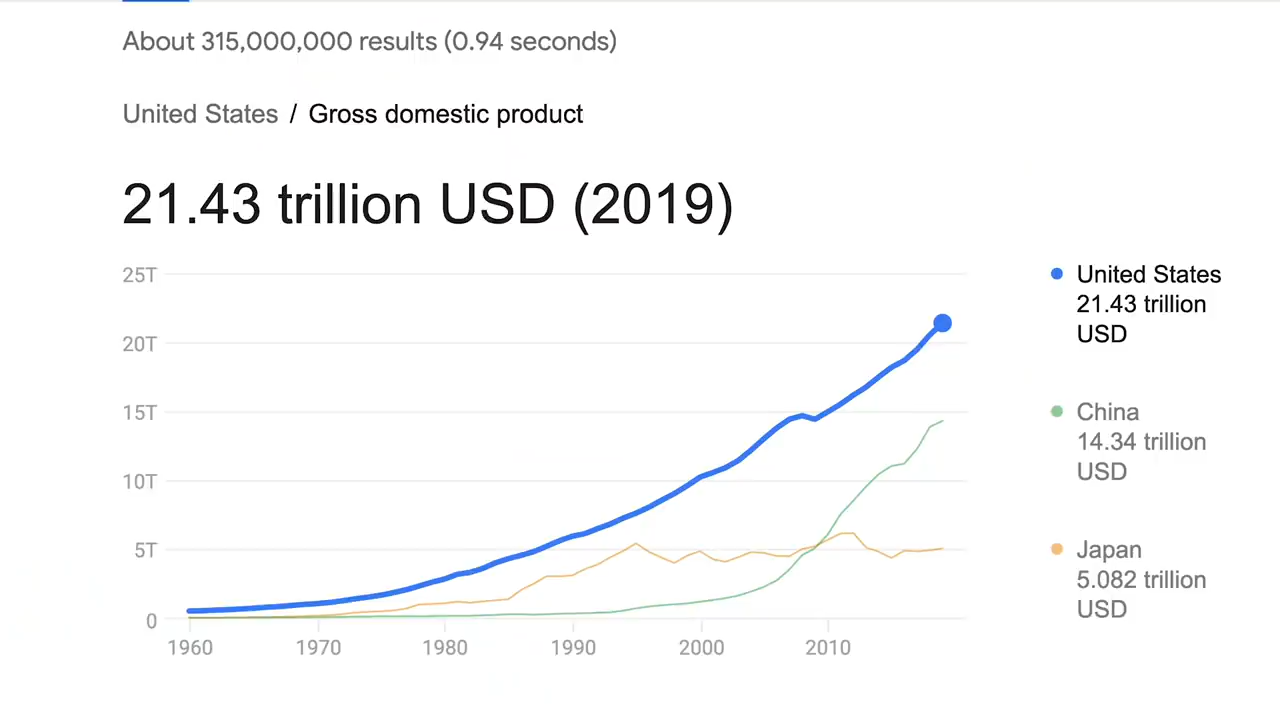 About 315,000,000 results (0.94 seconds)
United States / Gross domestic product
21.43 trillion USD (2019)
25T
20T
15T
10T
5T
0
1960 1970 1980 1990 2000 2010
United States
21.43 trillion
USD
China
14.34 trillion
USD
Japan
5.082 trillion
USD